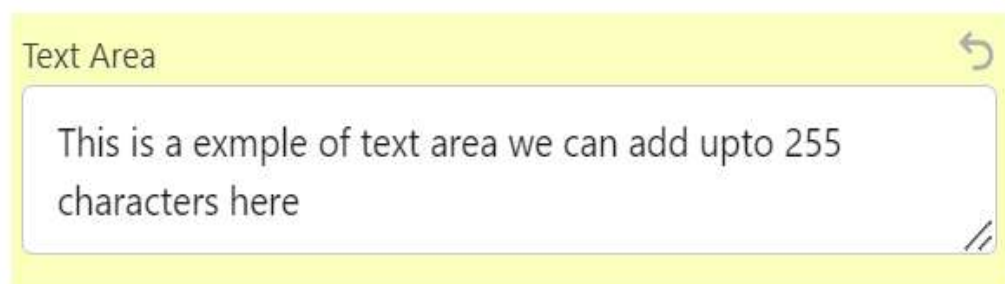 Text Area
This is a exmple of text area we can add upto 255
characters here